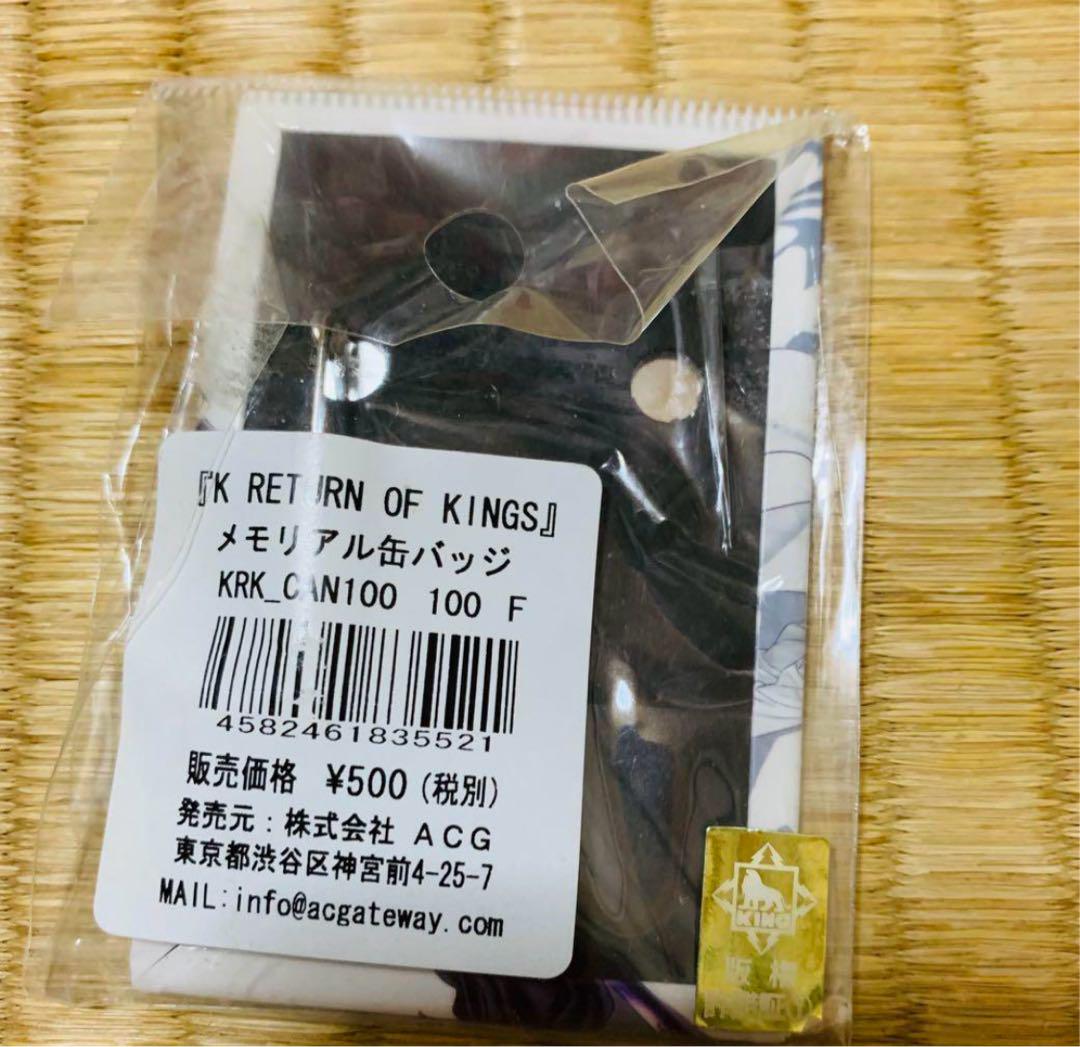 『K RETURN OF KINGS』
メモリアル缶バッジ
KRK_CAN100 100 F
4582461835521
販売価格 ¥500 (税別)
発売元：株式会社 ACG
東京都渋谷区神宮前4-25-7
MAIL:info@acgateway.com
KING
版権